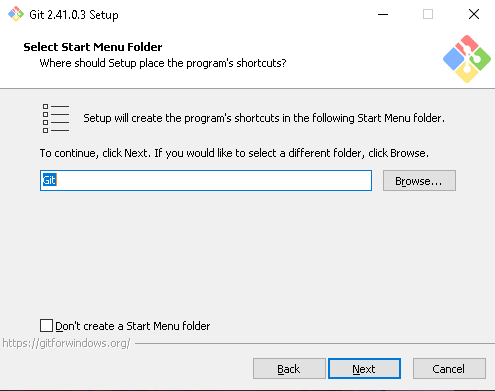 Git 2.41.0.3 Setup
Select Start Menu Folder
Where should Setup place the program's shortcuts?
Setup will create the program's shortcuts in the following Start Menu folder.
To continue, click Next. If you would like to select a different folder, click Browse.
Git
Browse...
Don't create a Start Menu folder
https://gitforwindows.org/
Back
Next
Cancel